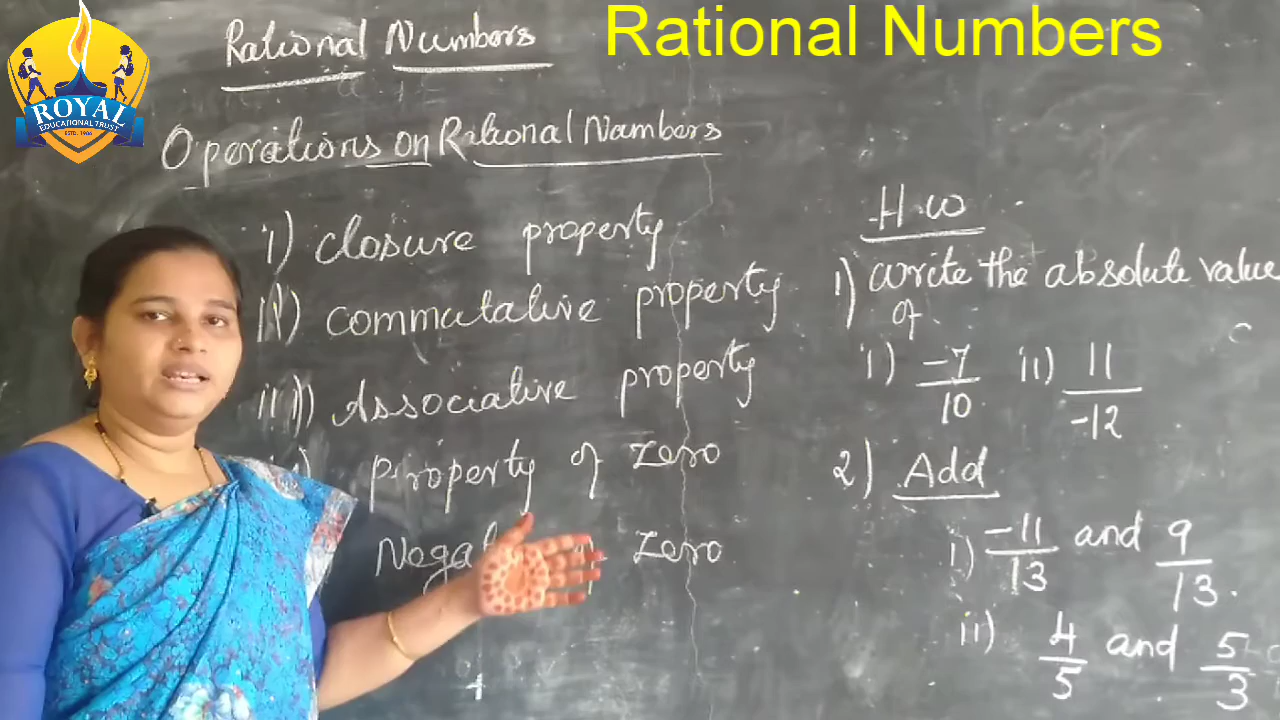 Rational Numbers
ROYAL
EDUCATIONAL TRUST
ESTD. 1986
Rational Numbers
Operations on Rational Numbers
i) closure property
ii) commutative property
iii) Associative property
Property of zero
zero
H.w
1) write the absolute value
of
i) -7/10 ii) 11/-12
2) Add
i) -11/13 and 9/13.
ii) 4/5 and 5/3